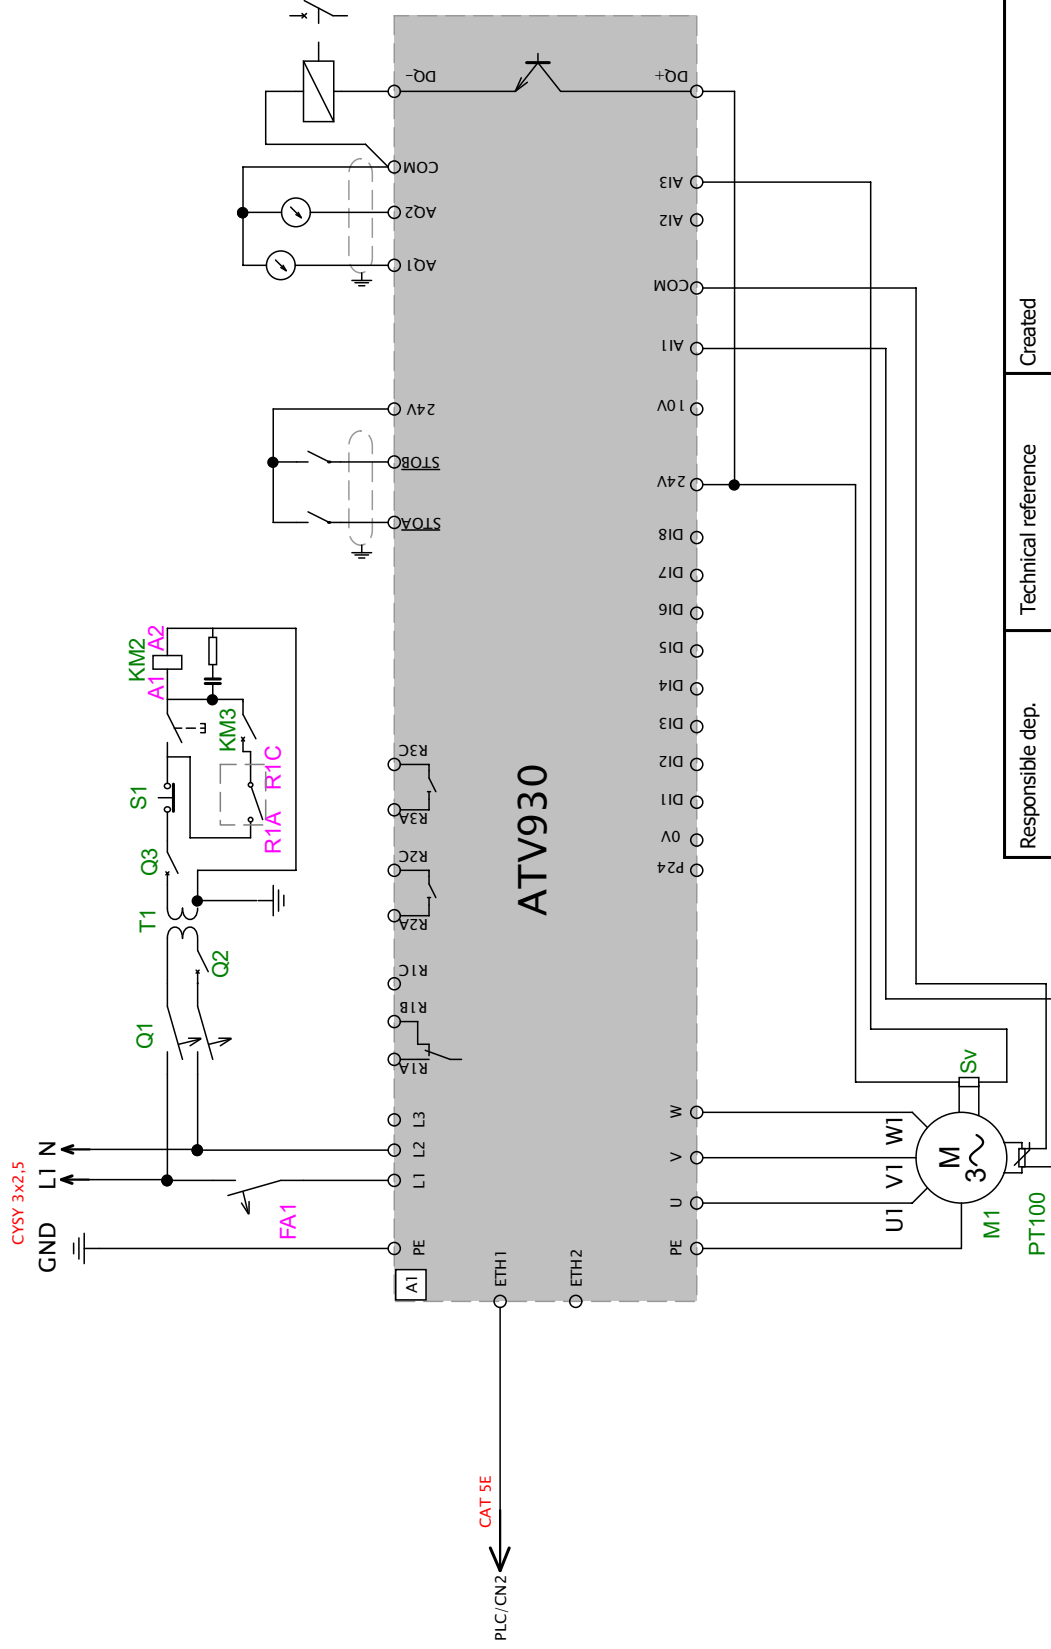 CYSY 3x2,5
GND L1 N
FA1
Q1
Q2
T1
Q3
S1
KM2
A1 A2
KM3
R1A R1C
PE
L1
L2
L3
R1A
R1B
R1C
R2A
R2C
R3A
R3C
STOA
STOB
24V
AQ1
AQ2
COM
DQ-
A1
ETH1
ETH2
ATV930
CAT 5E
PLC/CN2
PE
U
V
W
P24
0V
DI1
DI2
DI3
DI4
DI5
DI6
DI7
DI8
24V
10V
AI1
COM
AI2
AI3
DQ+
U1 V1 W1
M
3
M1
Sv
PT100
Responsible dep.
Technical reference
Created